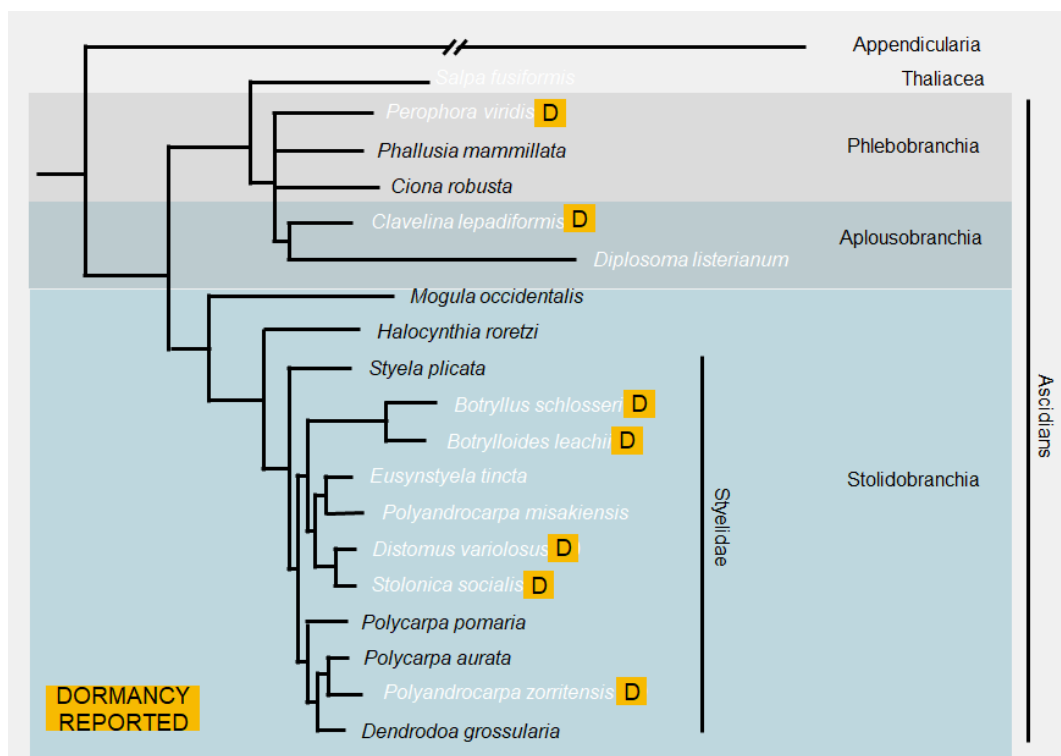 Appendicularia
Salpa fusiformis
Thaliacea
Perophora viridis D
Phlebobranchia
Phallusia mammillata
Ciona robusta
Clavelina lepadiformis D
Aplousobranchia
Diplosoma listerianum
Mogula occidentalis
Halocynthia roretzi
Styela plicata
Botryllus schlosseri D
Botrylloides leachii D
Eusynstyela tincta
Stolidobranchia
Polyandrocarpa misakiensis
Distomus variolosus D
Stolonica socialis D
Polycarpa pomaria
Polycarpa aurata
Polyandrocarpa zorritensis D
Dendrodoa grossularia
Styelidae
Ascidians
DORMANCY
REPORTED